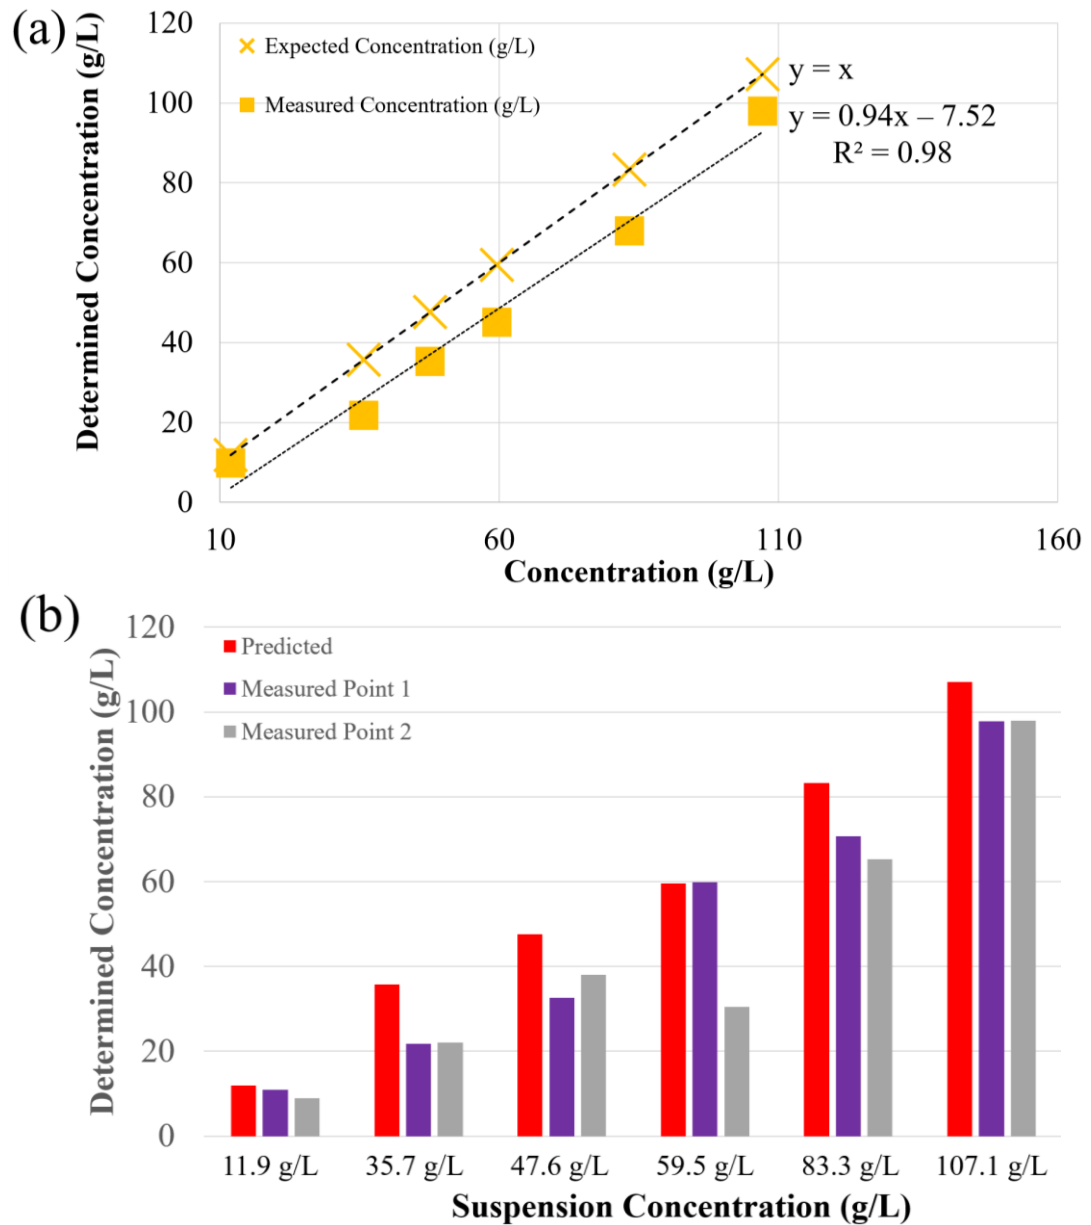 (a)
Determined Concentration (g/L)
120
100
80
60
40
20
0
Expected Concentration (g/L)
Measured Concentration (g/L)
y = x
y = 0.94x – 7.52
R² = 0.98
10 60 110 160
Concentration (g/L)
(b)
Determined Concentration (g/L)
120
100
80
60
40
20
0
Predicted
Measured Point 1
Measured Point 2
11.9 g/L 35.7 g/L 47.6 g/L 59.5 g/L 83.3 g/L 107.1 g/L
Suspension Concentration (g/L)